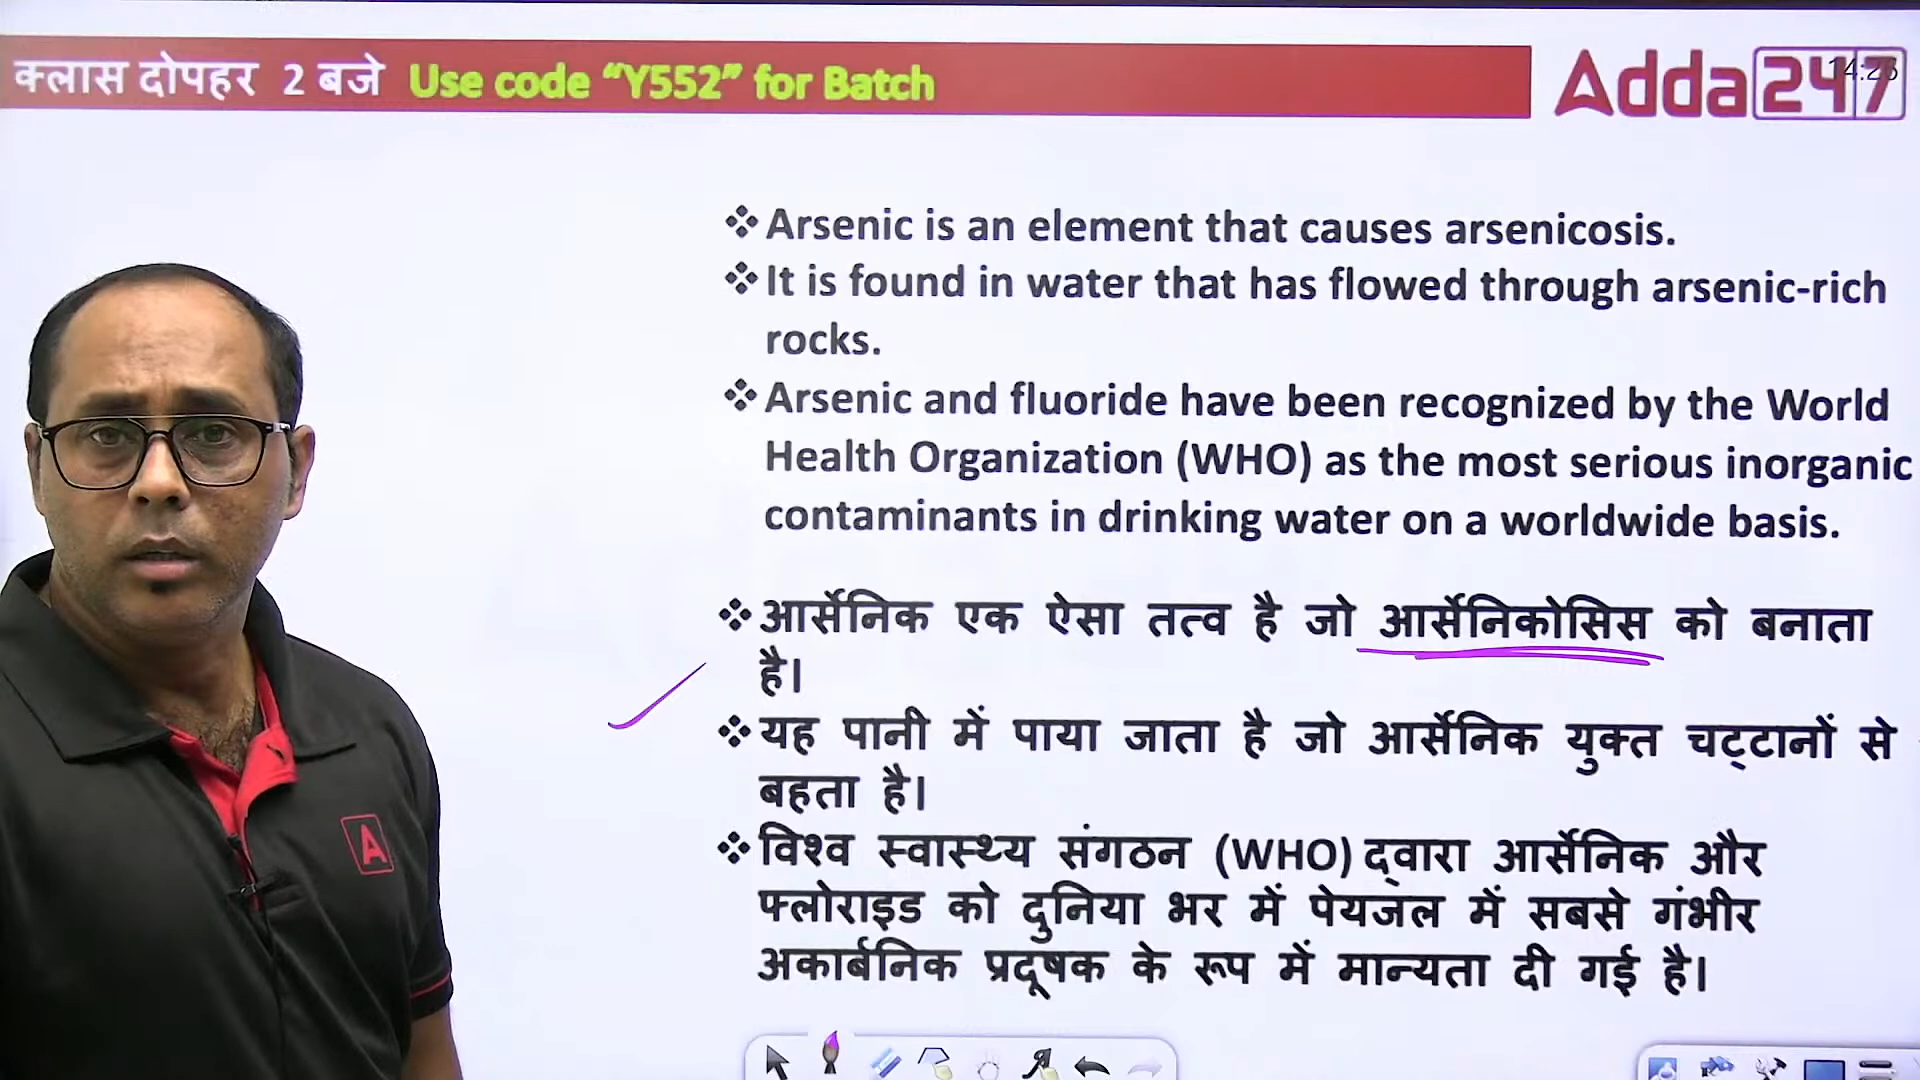 क्लास दोपहर 2 बजे Use code “Y552” for Batch
Adda247
14:26
❖Arsenic is an element that causes arsenicosis.
❖It is found in water that has flowed through arsenic-rich
rocks.
❖Arsenic and fluoride have been recognized by the World
Health Organization (WHO) as the most serious inorganic
contaminants in drinking water on a worldwide basis.
❖आर्सेनिक एक ऐसा तत्व है जो आर्सेनिकोसिस को बनाता
है।
❖यह पानी में पाया जाता है जो आर्सेनिक युक्त चट्टानों से
बहता है।
❖विश्व स्वास्थ्य संगठन (WHO) द्वारा आर्सेनिक और
फ्लोराइड को दुनिया भर में पेयजल में सबसे गंभीर
अकार्बनिक प्रदूषक के रूप में मान्यता दी गई है।
A